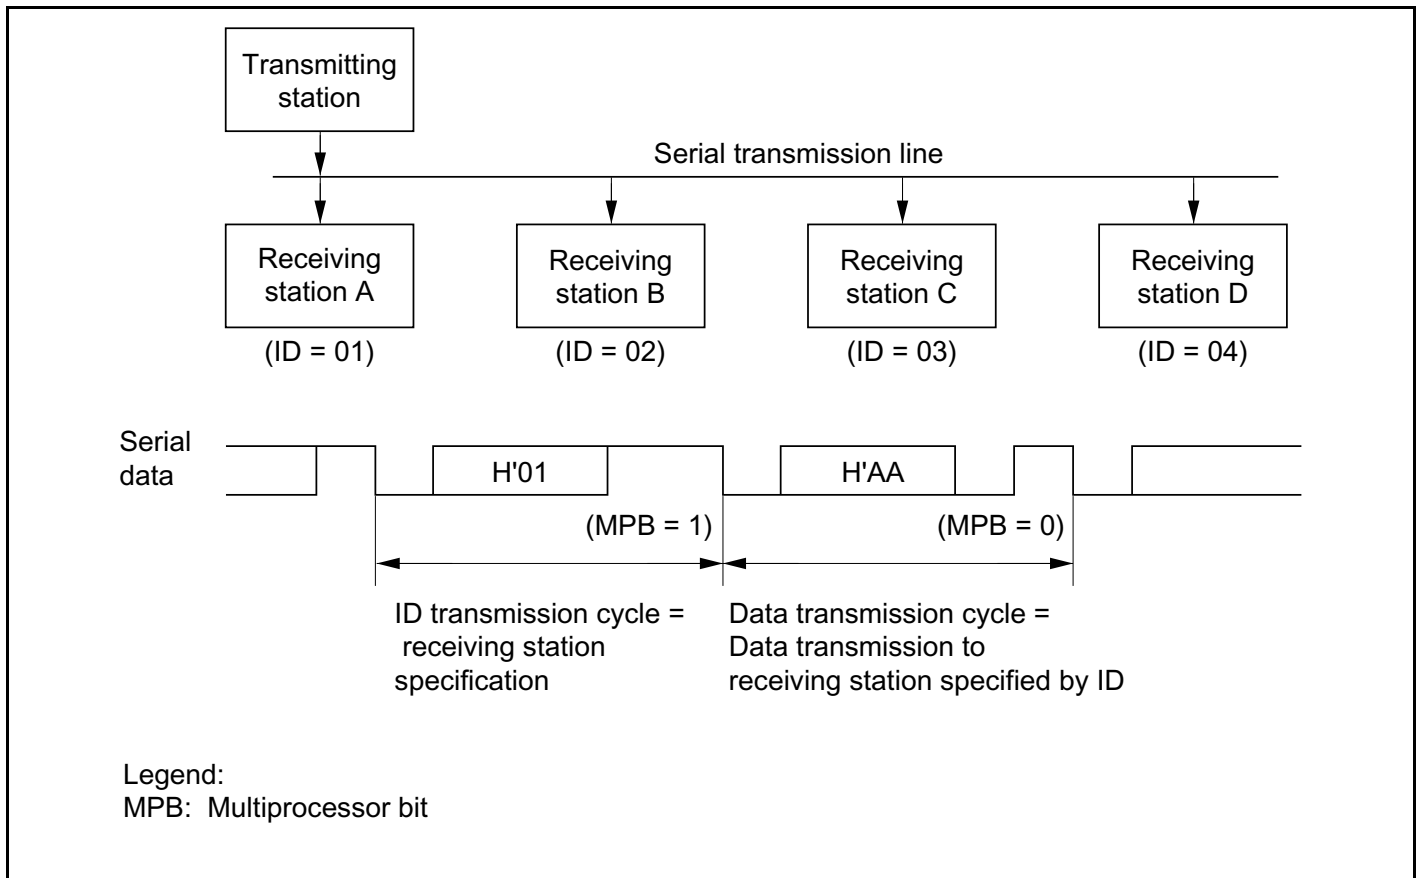 Transmitting
station
Serial transmission line
Receiving
station A
Receiving
station B
Receiving
station C
Receiving
station D
(ID = 01)
(ID = 02)
(ID = 03)
(ID = 04)
Serial
data
H'01
H'AA
(MPB = 1)
(MPB = 0)
ID transmission cycle =
receiving station
specification
Data transmission cycle =
Data transmission to
receiving station specified by ID
Legend:
MPB: Multiprocessor bit